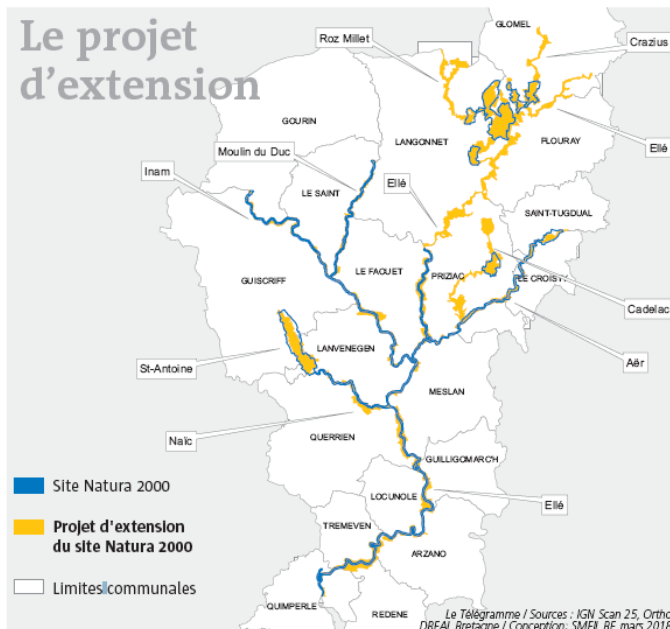 Le projet
d'extension
GLOMEL
Roz Millet
Crazius
GOURIN
LANGONNET
PLOURAY
Moulin du Duc
Ellé
Inam
LE SAINT
Ellé
SAINT-TUGDUAL
GUISCRIFF
LE FAOUET
PRIZIAC
LE CROISTY
Cadelac
LANVENEGEN
St-Antoine
Aër
MESLAN
Naïc
QUERRIEN
GUILLIGOMARC'H
Site Natura 2000
LOCUNOLE
Ellé
Projet d'extension
du site Natura 2000
TREMEVEN
ARZANO
Limites communales
QUIMPERLE
REDENE
Le Télégramme / Sources : IGN Scan 25, Ortho
DREAL Bretagne / Conception: SMEIL BE mars 2016